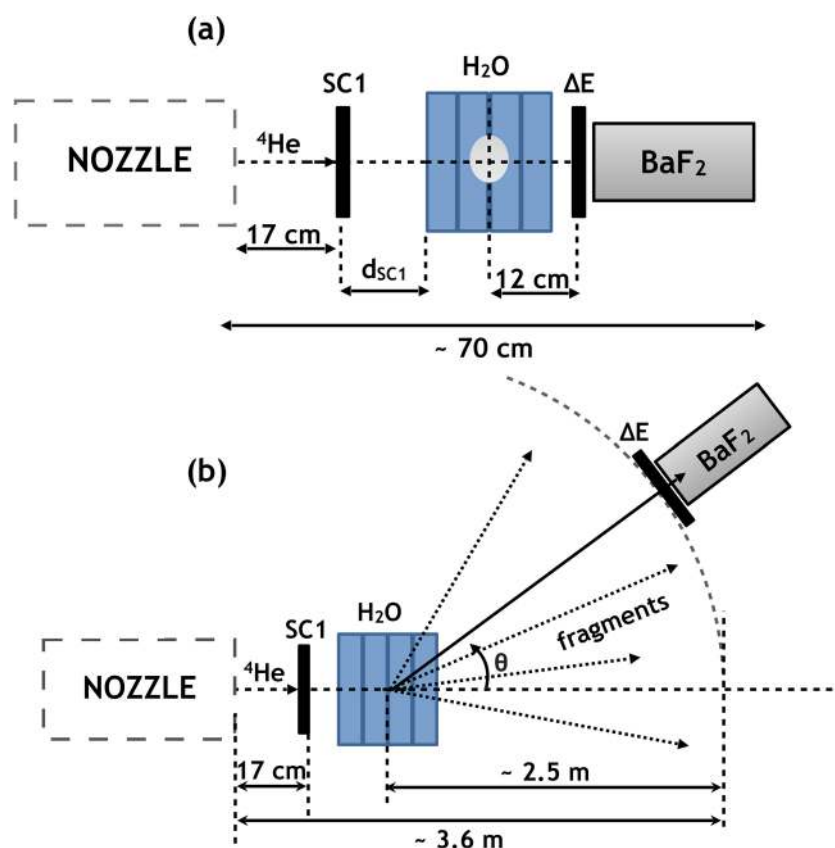 (a)
H₂O
SC1
ΔE
⁴He
NOZZLE
BaF₂
17 cm
dSC1
12 cm
~ 70 cm
ΔE
BaF₂
(b)
H₂O
SC1
fragments
⁴He
θ
NOZZLE
17 cm
~ 2.5 m
~ 3.6 m